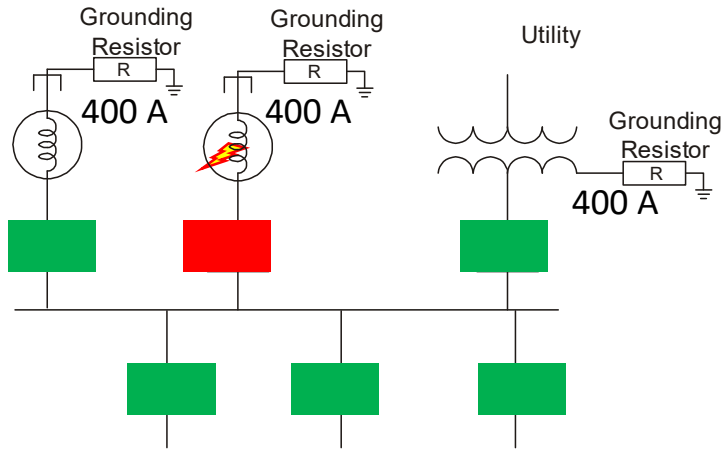 Grounding
Resistor
R
400 A
Grounding
Resistor
R
400 A
Utility
Grounding
Resistor
R
400 A